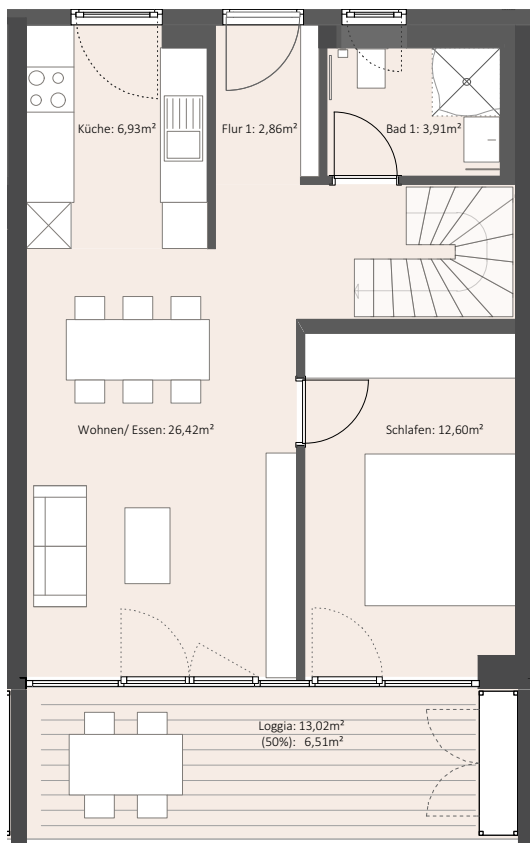 Küche: 6,93m²
Flur 1: 2,86m²
Bad 1: 3,91m²
Wohnen/ Essen: 26,42m²
Schlafen: 12,60m²
Loggia: 13,02m²
(50%): 6,51m²